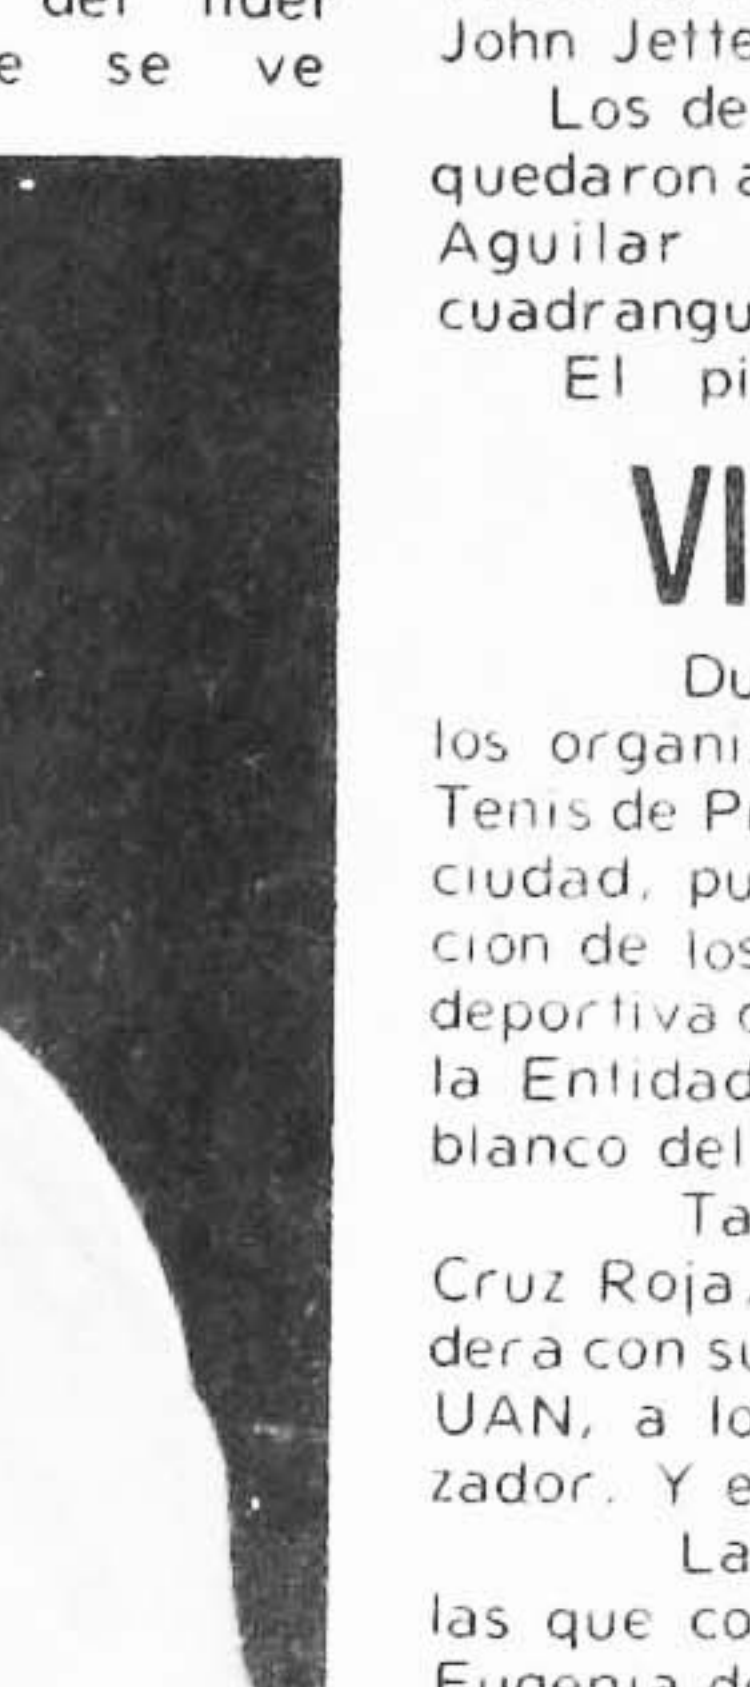 se ve
John Jette
Los de
quedaron a
Aguilar
cuadrangu
El pi
VI
Du
los organi
Tenis de Pr
ciudad, pu
cion de los
deportiva
la Entidad
blanco del
Ta
Cruz Roja,
dera con su
UAN, a lo
zador. Y e
La
las que co
Eugenia de